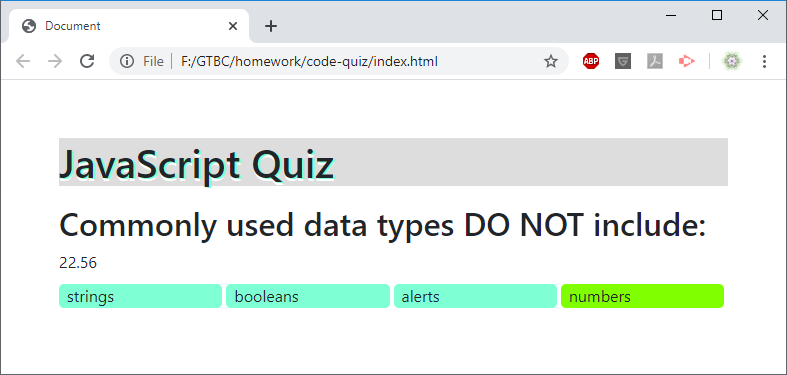 Document
File F:/GTBC/homework/code-quiz/index.html ABP
JavaScript Quiz
Commonly used data types DO NOT include:
22.56
strings booleans alerts numbers